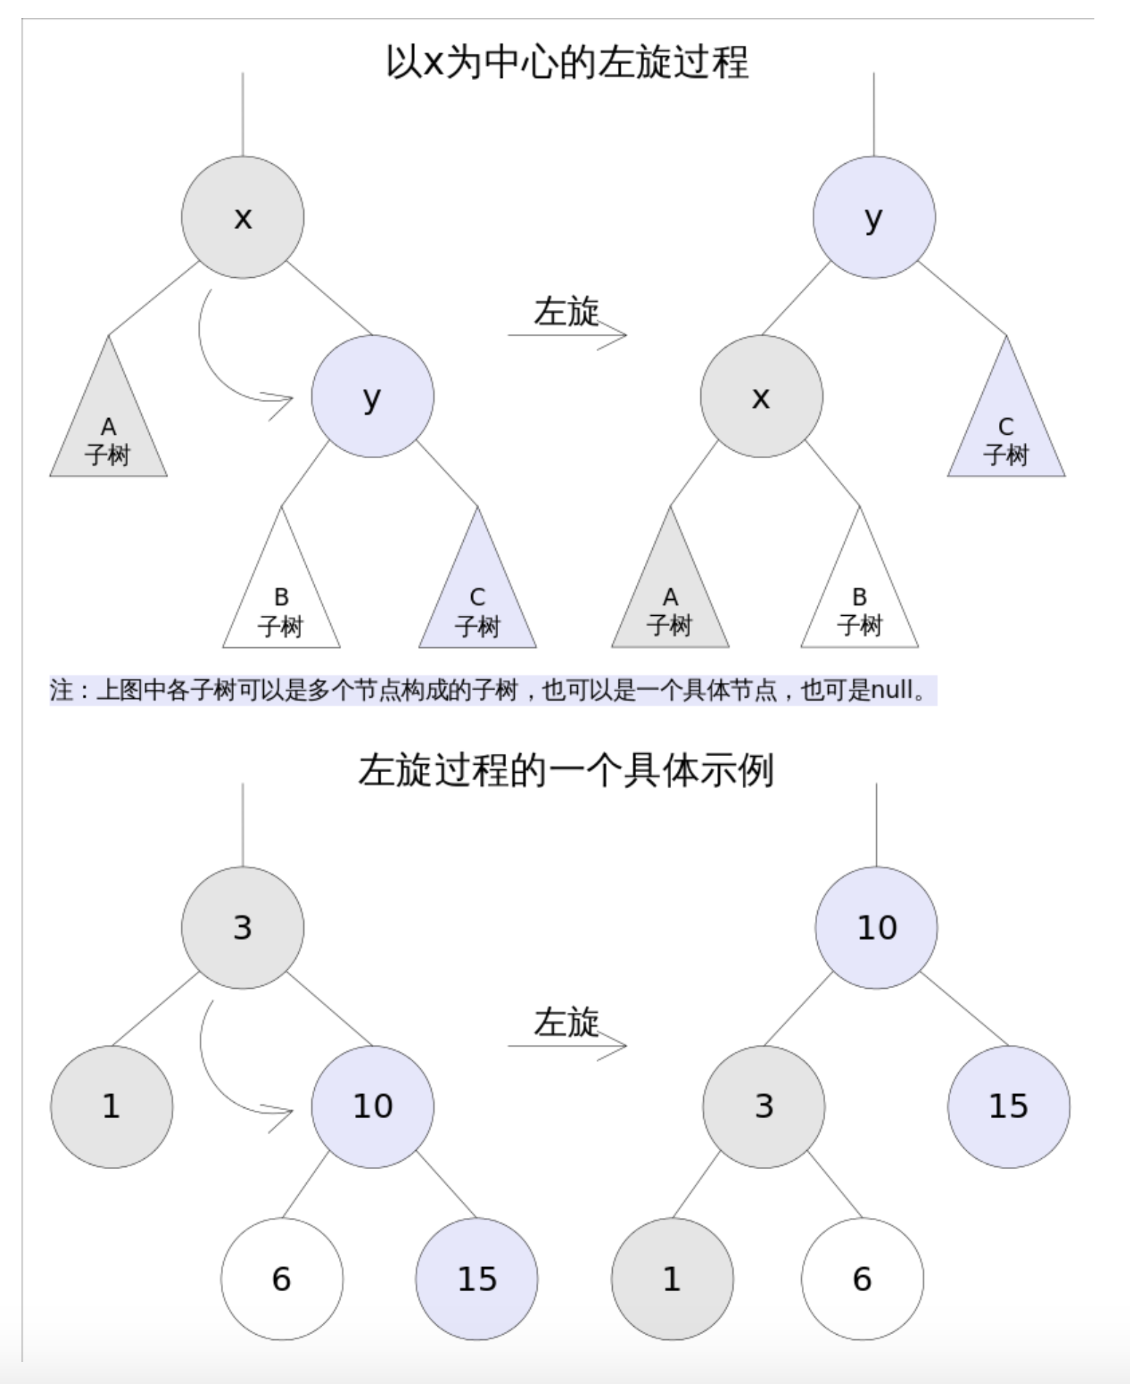 以x为中心的左旋过程
x
y
左旋
y
x
A
子树
C
子树
B
子树
C
子树
A
子树
B
子树
注：上图中各子树可以是多个节点构成的子树，也可以是一个具体节点，也可是null。
左旋过程的一个具体示例
3
10
左旋
1
10
3
15
6
15
1
6